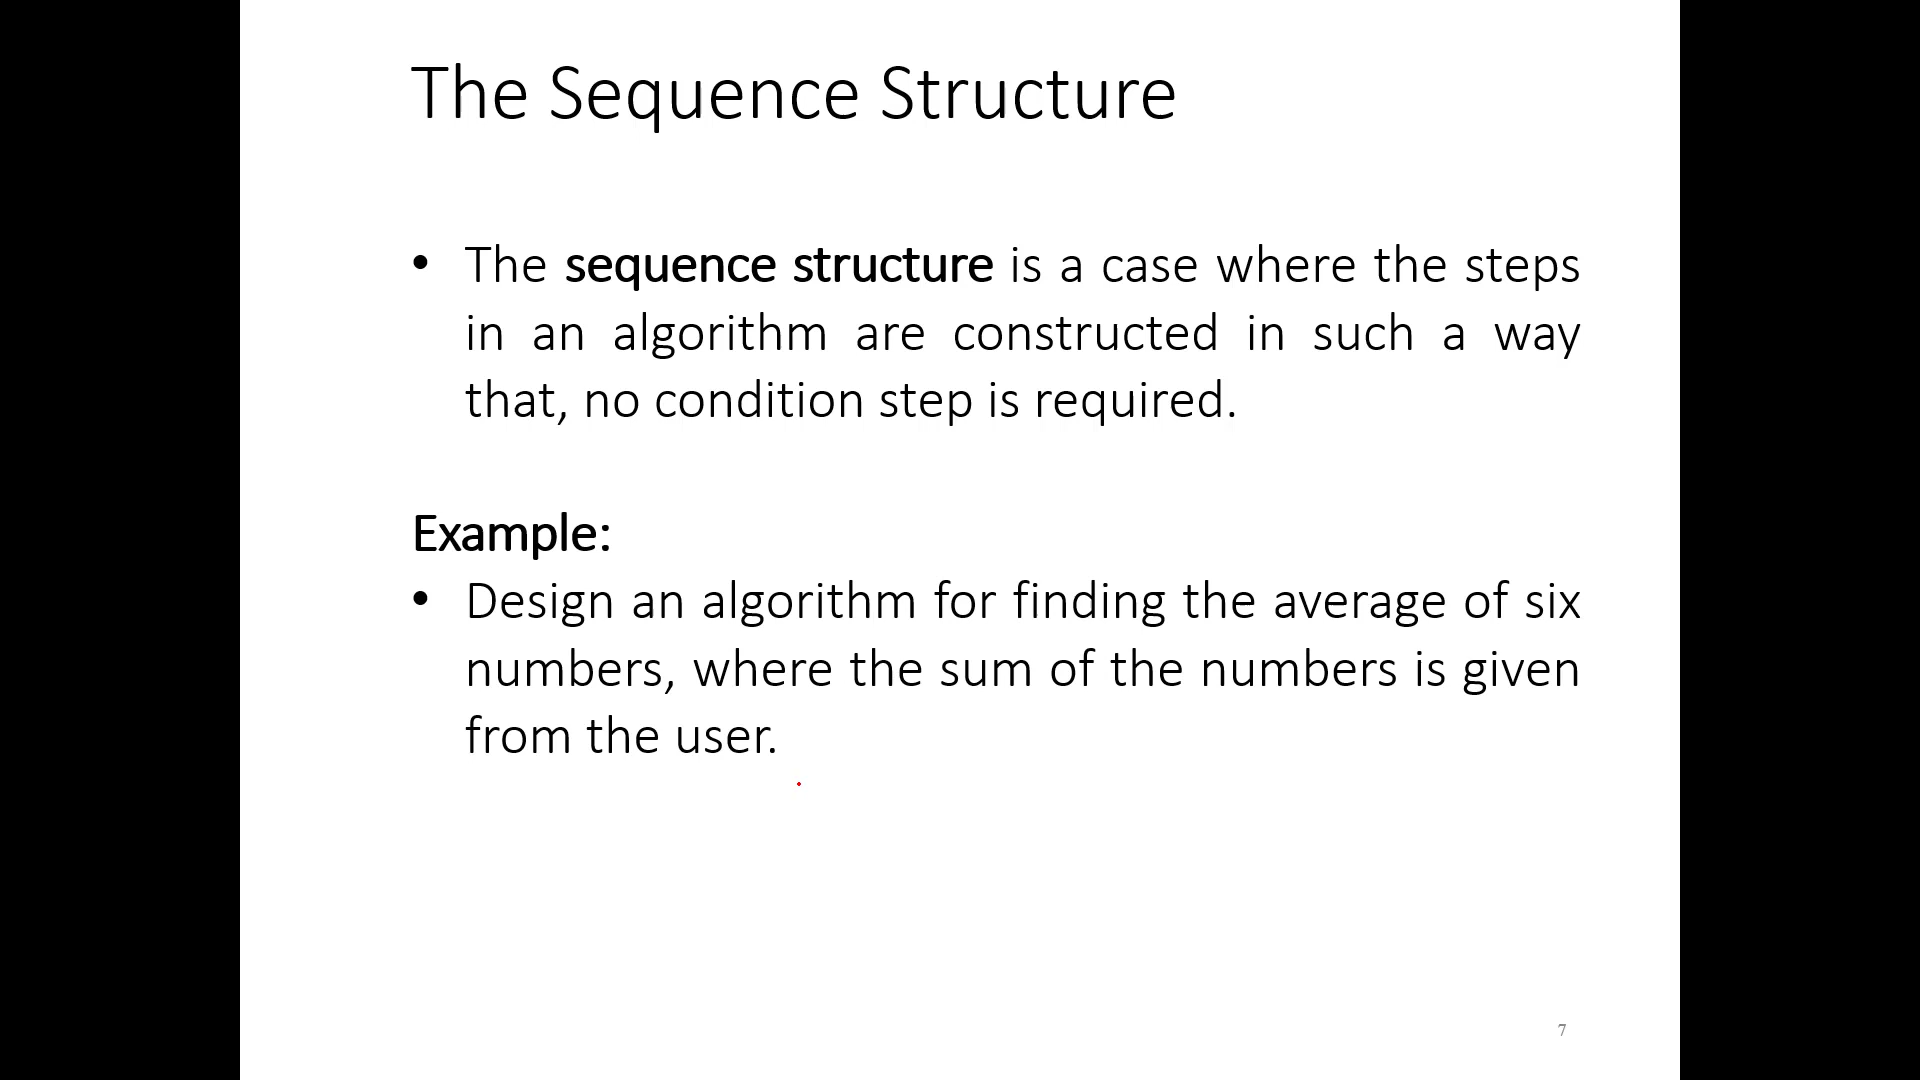 The Sequence Structure
• The sequence structure is a case where the steps
in an algorithm are constructed in such a way
that, no condition step is required.
Example:
• Design an algorithm for finding the average of six
numbers, where the sum of the numbers is given
from the user.
7